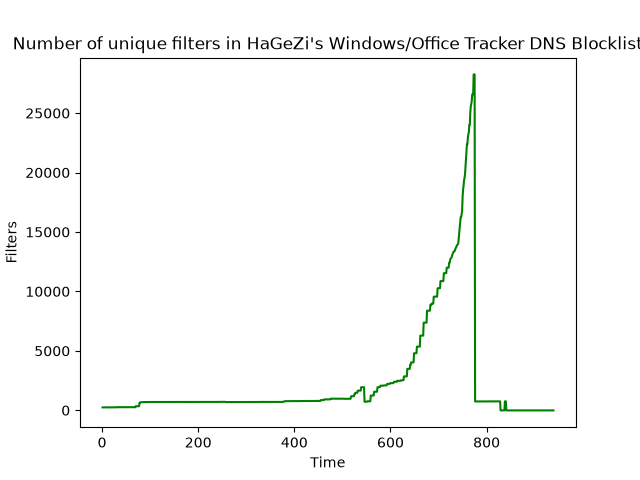 Number of unique filters in HaGeZi's Windows/Office Tracker DNS Blocklist
25000
20000
15000
10000
5000
0
Filters
0 200 400 600 800
Time